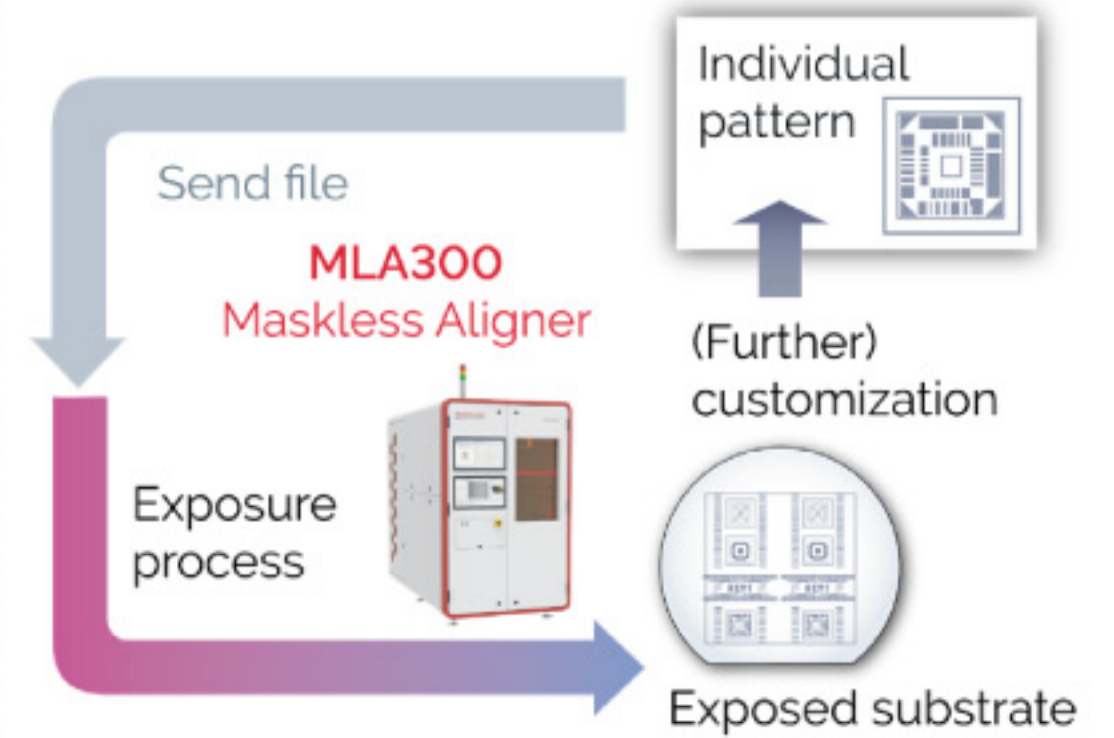 Individual
pattern
Send file
MLA300
Maskless Aligner
(Further)
customization
Exposure
process
Exposed substrate